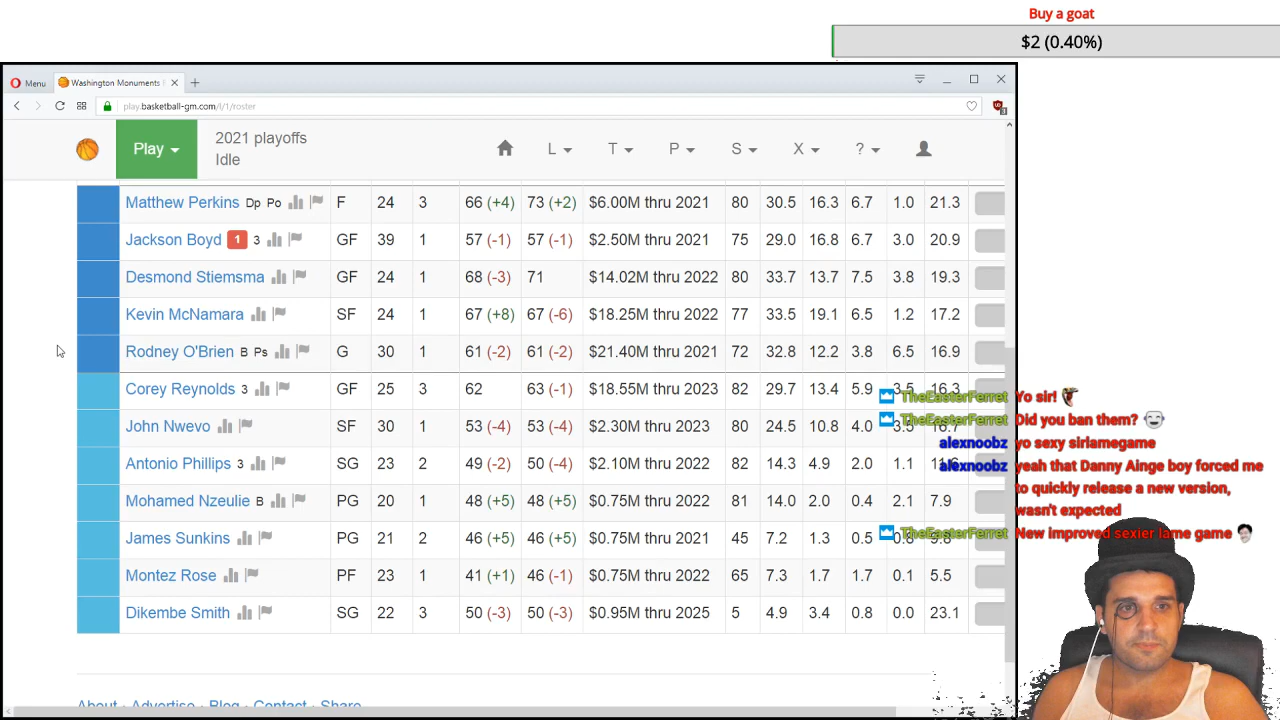 Buy a goat
$2 (0.40%)
Menu Washington Monuments
play.basketball-gm.com/l/1/roster
Play 2021 playoffs
Idle
L T P S X ?
Matthew Perkins Dp Po F 24 3 66 (+4) 73 (+2) $6.00M thru 2021 80 30.5 16.3 6.7 1.0 21.3
Jackson Boyd 1 3 GF 39 1 57 (-1) 57 (-1) $2.50M thru 2021 75 29.0 16.8 6.7 3.0 20.9
Desmond Stiemsma GF 24 1 68 (-3) 71 $14.02M thru 2022 80 33.7 13.7 7.5 3.8 19.3
Kevin McNamara SF 24 1 67 (+8) 67 (-6) $18.25M thru 2022 77 33.5 19.1 6.5 1.2 17.2
Rodney O'Brien B Ps G 30 1 61 (-2) 61 (-2) $21.40M thru 2021 72 32.8 12.2 3.8 6.5 16.9
Corey Reynolds 3 GF 25 3 62 63 (-1) $18.55M thru 2023 82 29.7 13.4 5.9 3.5 16.3
John Nwevo SF 30 1 53 (-4) 53 (-4) $2.30M thru 2023 80 24.5 10.8 4.0
Antonio Phillips 3 SG 23 2 49 (-2) 50 (-4) $2.10M thru 2022 62 14.3 4.9 2.0 1.1
Mohamed Nzeulie B PG 20 1 48 (+5) 48 (+5) $0.75M thru 2022 81 14.0 2.0 0.4 2.1 7.9
James Sunkins PG 21 2 46 (+5) 46 (+5) $0.75M thru 2021 45 7.2 1.3 0.5
Montez Rose PF 23 1 41 (+1) 46 (-1) $0.75M thru 2022 65 7.3 1.7 1.7 0.1 5.5
Dikembe Smith SG 22 3 50 (-3) 50 (-3) $0.95M thru 2025 5 4.9 3.4 0.8 0.0 23.1
About · Advertise · Blog · Contact · Share
TheEasterFerret Yo sir!
TheEasterFerret Did you ban them?
alexnoobz yo sexy sirlamegame
alexnoobz yeah that Danny Ainge boy forced me
to quickly release a new version,
wasn't expected
TheEasterFerret New improved sexier lame game